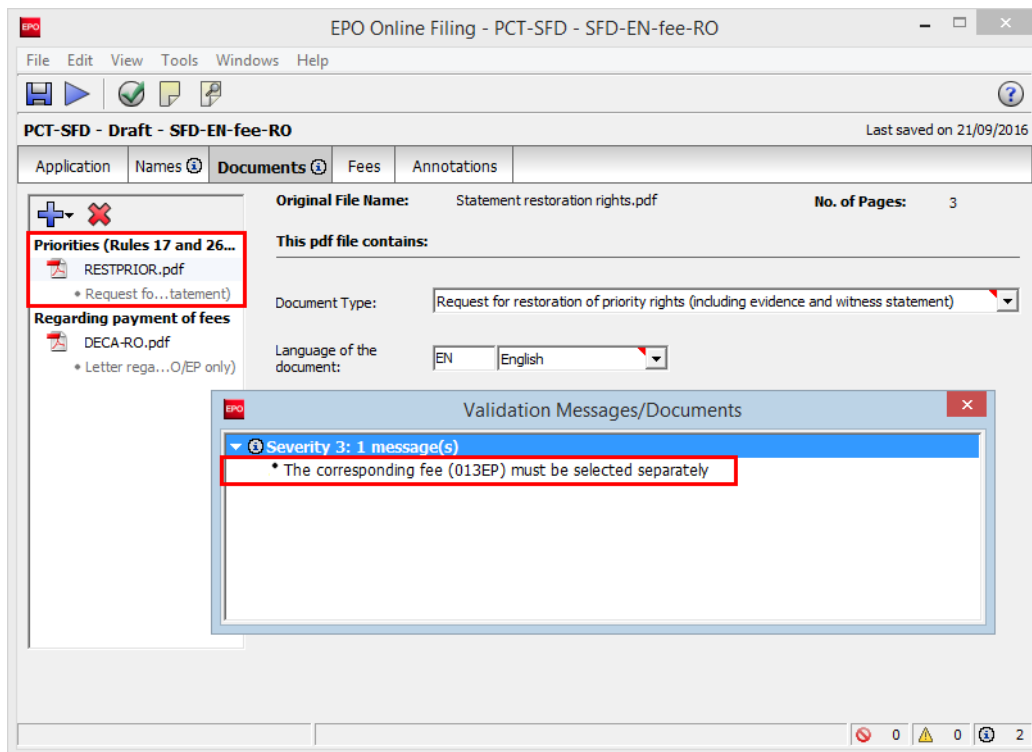 EPO
EPO Online Filing - PCT-SFD - SFD-EN-fee-RO
File Edit View Tools Windows Help
PCT-SFD - Draft - SFD-EN-fee-RO
Last saved on 21/09/2016
Application Names Documents Fees Annotations
Original File Name: Statement restoration rights.pdf No. of Pages: 3
Priorities (Rules 17 and 26...
This pdf file contains:
RESTPRIOR.pdf
• Request fo...tatement)
Document Type: Request for restoration of priority rights (including evidence and witness statement)
Regarding payment of fees
DECA-RO.pdf
• Letter rega...O/EP only)
Language of the
document:
EN English
EPO
Validation Messages/Documents
Severity 3: 1 message(s)
• The corresponding fee (013EP) must be selected separately
0 0 2